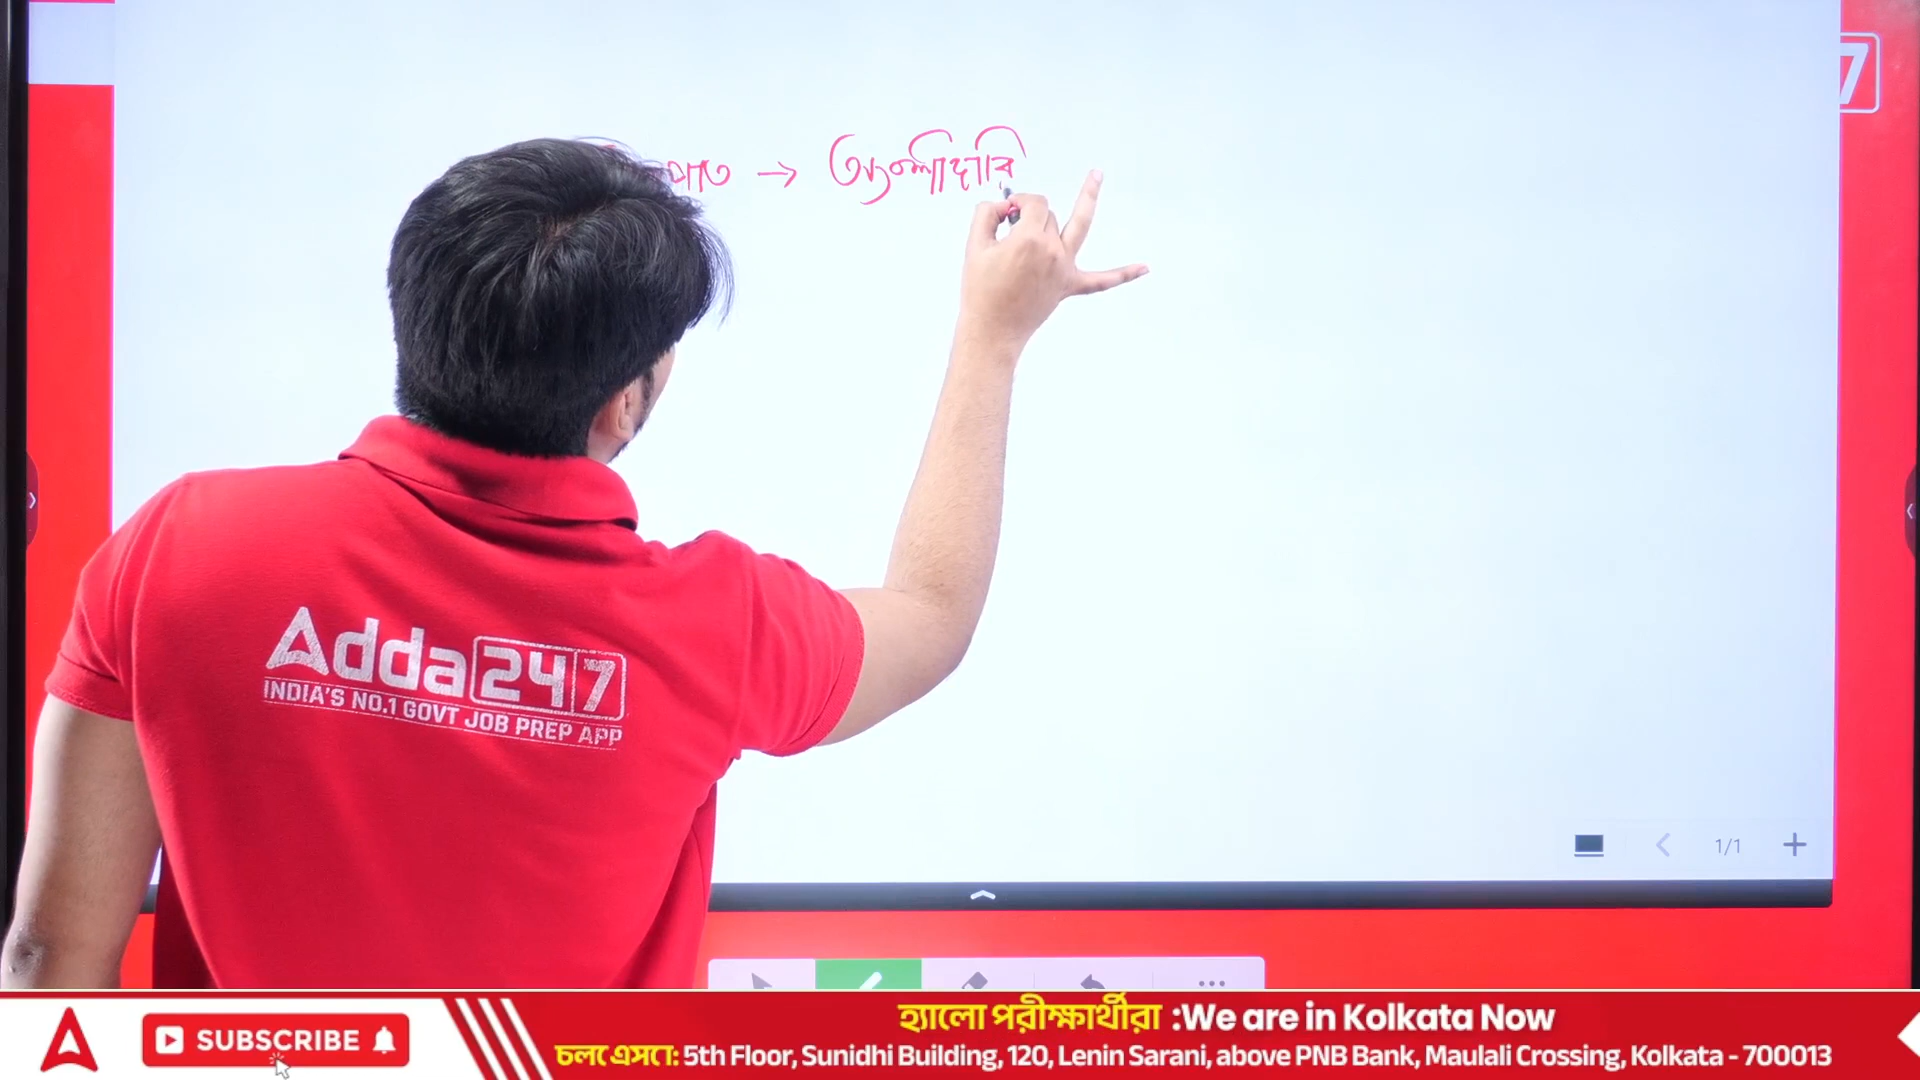 7
→ অংশীদারি
Adda247
INDIA'S NO.1 GOVT JOB PREP APP
1/1
SUBSCRIBE
হ্যালো পরীক্ষার্থীরা :We are in Kolkata Now
চলে এসো: 5th Floor, Sunidhi Building, 120, Lenin Sarani, above PNB Bank, Maulali Crossing, Kolkata - 700013